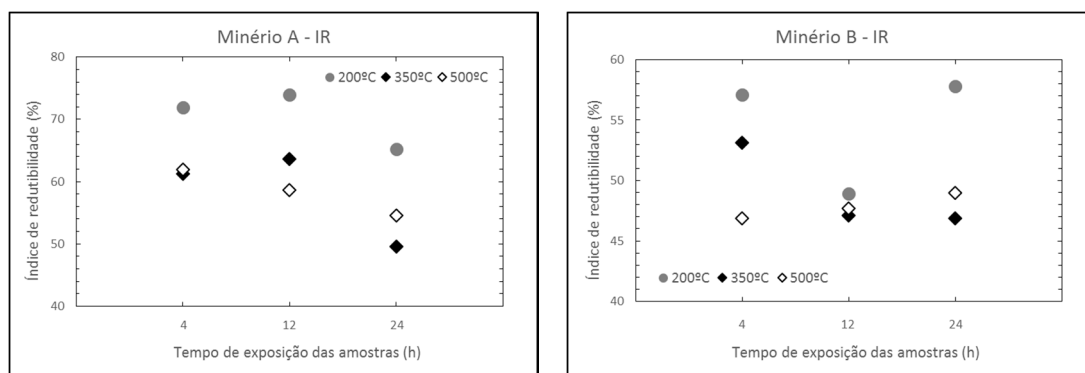 Minério A - IR
80
70
60
50
40
200ºC 350ºC 500ºC
Índice de redutibilidade (%)
4 12 24
Tempo de exposição das amostras (h)
Minério B - IR
60
55
50
45
40
200ºC 350ºC 500ºC
Índice de redutibilidade (%)
4 12 24
Tempo de exposição das amostras (h)